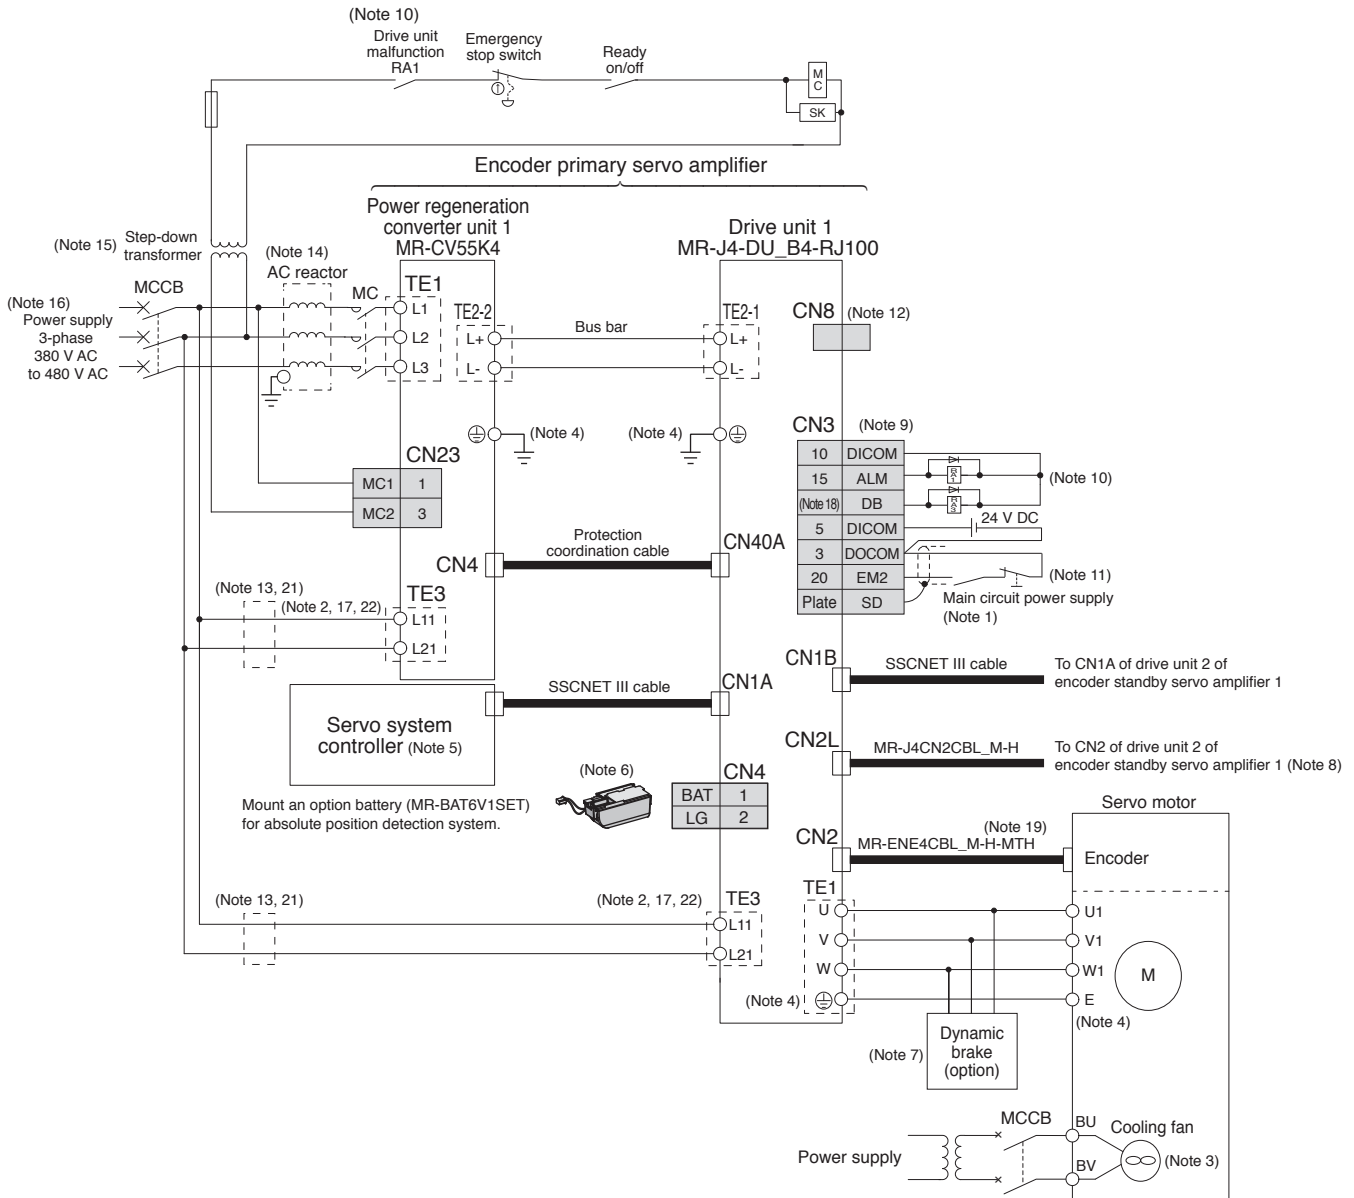 (Note 10)
Drive unit
malfunction
RA1
Emergency
stop switch
Ready
on/off
M
C
SK
Encoder primary servo amplifier
Power regeneration
converter unit 1
MR-CV55K4
Drive unit 1
MR-J4-DU_B4-RJ100
(Note 15)
Step-down
transformer
(Note 14)
AC reactor
MCCB
MC
TE1
(Note 16)
Power supply
3-phase
380 V AC
to 480 V AC
L1
L2
L3
TE2-2
L+
L-
Bus bar
TE2-1
L+
L-
CN8
(Note 12)
(Note 4)
(Note 4)
CN3
(Note 9)
10 DICOM
15 ALM
(Note 18) DB
5 DICOM
3 DOCOM
20 EM2
Plate SD
(Note 10)
24 V DC
(Note 11)
Main circuit power supply
(Note 1)
CN23
MC1 1
MC2 3
CN4
Protection
coordination cable
CN40A
(Note 13, 21)
(Note 2, 17, 22)
TE3
L11
L21
CN1B
SSCNET III cable
To CN1A of drive unit 2 of
encoder standby servo amplifier 1
SSCNET III cable
CN1A
Servo system
controller (Note 5)
CN2L
MR-J4CN2CBL_M-H
To CN2 of drive unit 2 of
encoder standby servo amplifier 1 (Note 8)
(Note 6)
CN4
BAT 1
LG 2
Mount an option battery (MR-BAT6V1SET)
for absolute position detection system.
Servo motor
(Note 19)
CN2
MR-ENE4CBL_M-H-MTH
Encoder
(Note 13, 21)
(Note 2, 17, 22)
TE3
L11
L21
TE1
U
V
W
(Note 4)
U1
V1
W1
E
(Note 4)
M
(Note 7)
Dynamic
brake
(option)
MCCB
BU
Cooling fan
Power supply
BV
(Note 3)